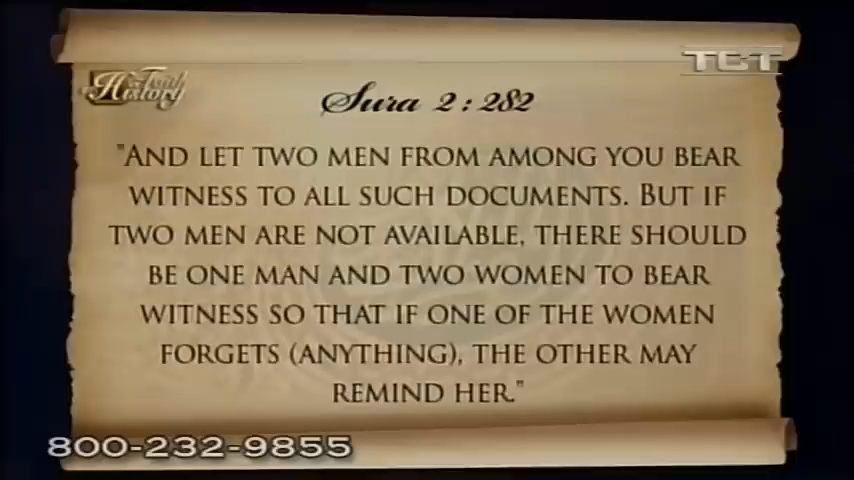 TCT
Faith
History
Sura 2:282
"AND LET TWO MEN FROM AMONG YOU BEAR
WITNESS TO ALL SUCH DOCUMENTS. BUT IF
TWO MEN ARE NOT AVAILABLE, THERE SHOULD
BE ONE MAN AND TWO WOMEN TO BEAR
WITNESS SO THAT IF ONE OF THE WOMEN
FORGETS (ANYTHING), THE OTHER MAY
REMIND HER."
800-232-9855